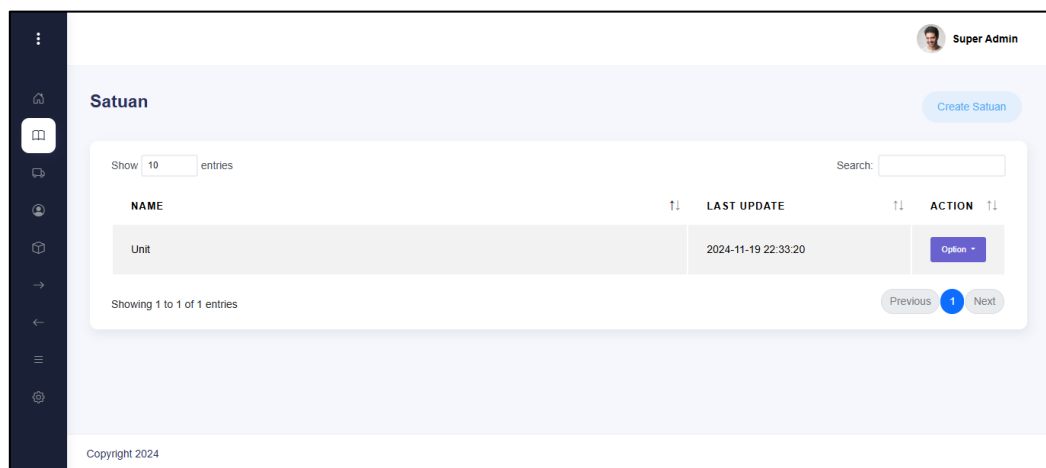 Super Admin
Satuan
Create Satuan
Show 10 entries
Search:
NAME LAST UPDATE ACTION
Unit 2024-11-19 22:33:20 Option
Showing 1 to 1 of 1 entries
Previous 1 Next
Copyright 2024